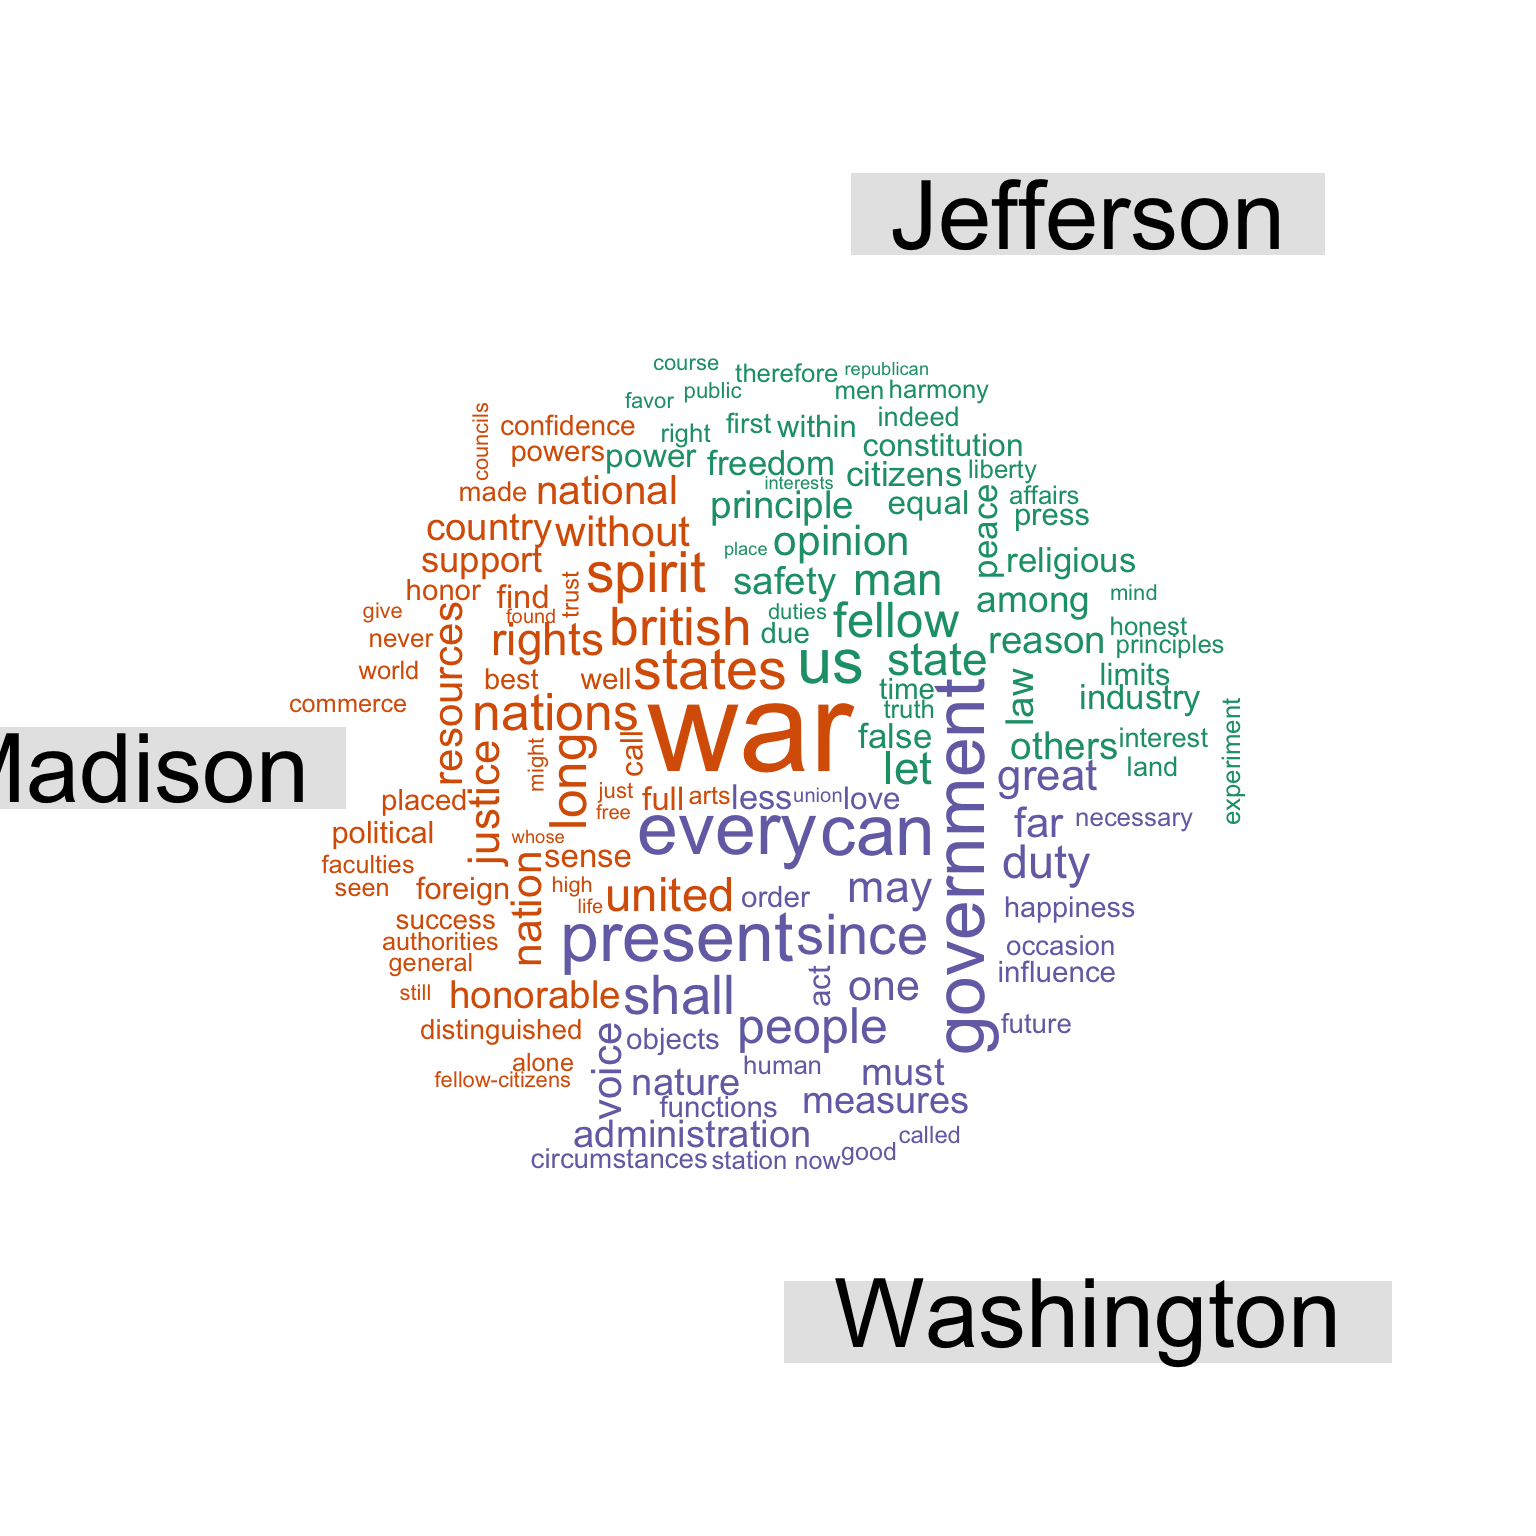 Jefferson
course
therefore
republican
favor
public
men
harmony
councils
confidence
right
first
within
indeed
powers
power
freedom
constitution
citizens
liberty
interests
made
national
principle
equal
peace
affairs
press
country
without
place
opinion
religious
support
spirit
safety
man
honor
find
trust
among
mind
give
found
duties
fellow
never
resources
rights
british
due
reason
honest
principles
world
best
well
states
us
state
limits
time
law
industry
commerce
nations
war
truth
government
Madison
justice
might
long
call
false
others
interest
experiment
let
great
land
placed
just
free
full
arts
less
union
love
political
whose
every
can
far
necessary
faculties
sense
duty
seen
foreign
nation
high
life
united
order
may
happiness
success
authorities
present
since
occasion
general
influence
still
honorable
shall
act
one
distinguished
voice
objects
people
future
alone
fellow-citizens
nature
human
must
functions
measures
administration
called
circumstances
station
now
good
Washington